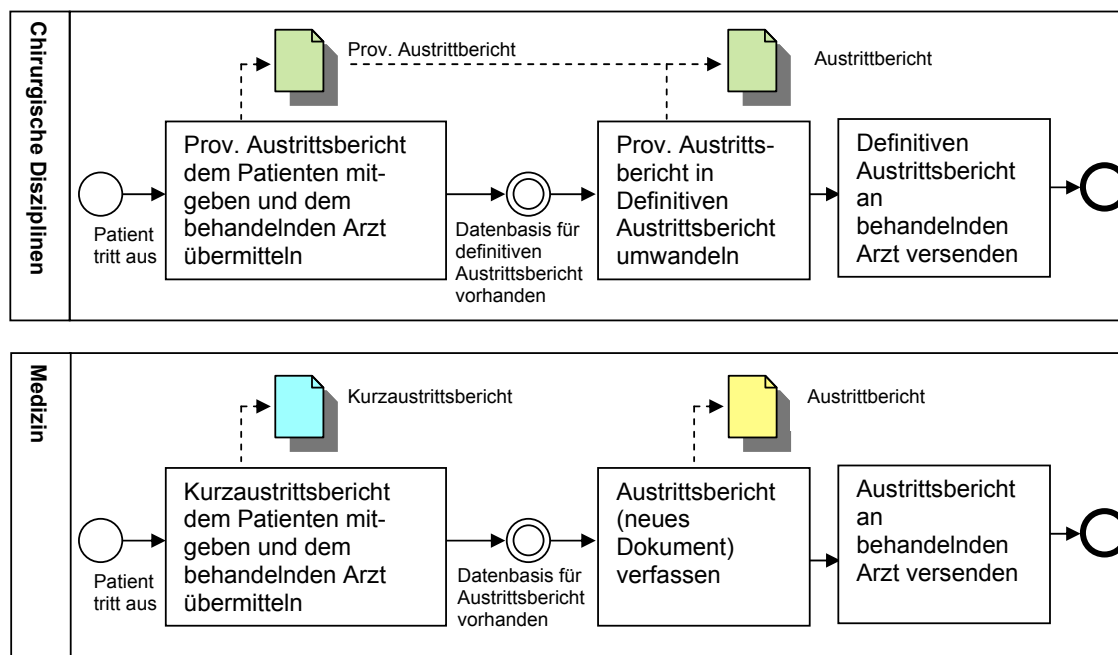 Chirurgische Disziplinen
Prov. Austrittbericht
Austrittbericht
Patient
tritt aus
Prov. Austrittsbericht
dem Patienten mit-
geben und dem
behandelnden Arzt
übermitteln
Datenbasis für
definitiven
Austrittsbericht
vorhanden
Prov. Austritts-
bericht in
Definitiven
Austrittsbericht
umwandeln
Definitiven
Austrittsbericht
an
behandelnden
Arzt versenden
Medizin
Kurzaustrittsbericht
Austrittbericht
Patient
tritt aus
Kurzaustrittsbericht
dem Patienten mit-
geben und dem
behandelnden Arzt
übermitteln
Datenbasis für
Austrittsbericht
vorhanden
Austrittsbericht
(neues
Dokument)
verfassen
Austrittsbericht
an
behandelnden
Arzt versenden